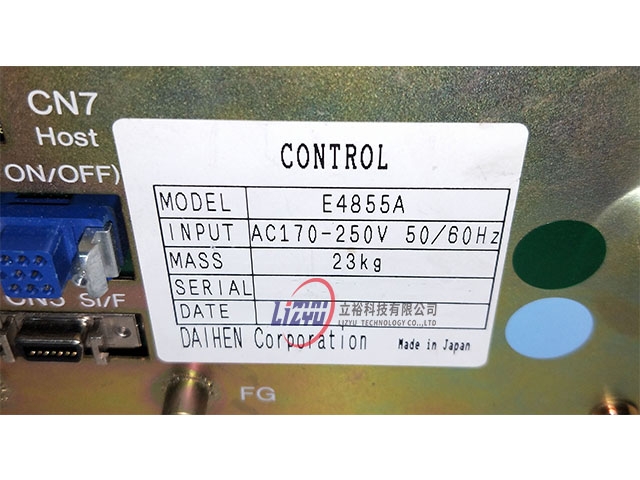 CN7
Host
ON/OFF)
CONTROL
MODEL E4855A
INPUT AC170-250V 50/60Hz
MASS 23kg
SERIAL
DATE
LIZYU 立裕科技有限公司
LIZYU TECHNOLOGY CO.,LTD
DAIHEN Corporation Made in Japan
SI/F
FG